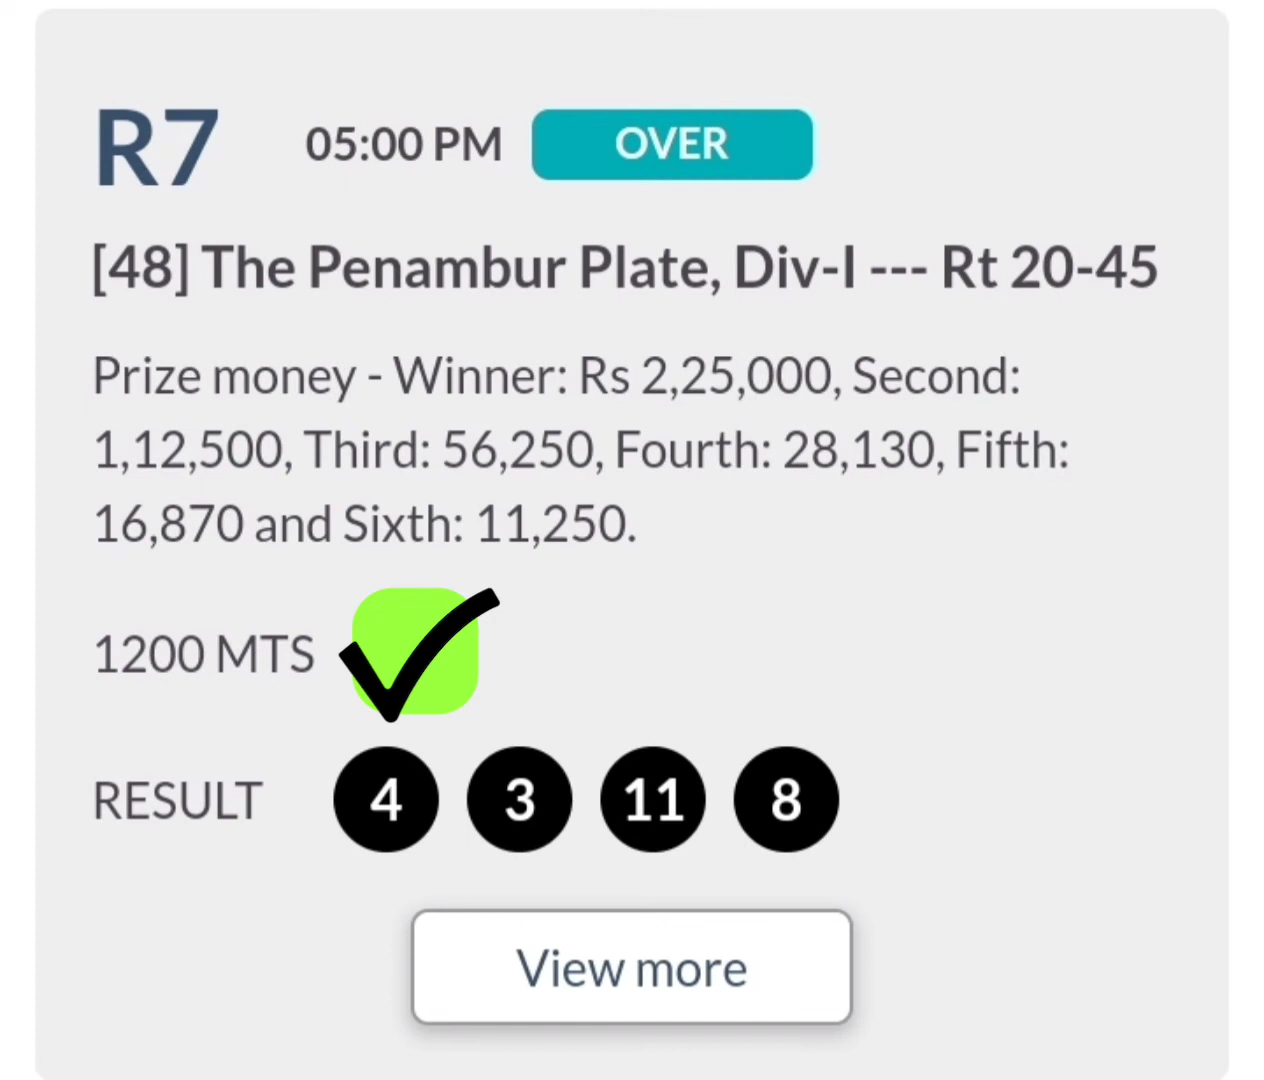 R7 05:00 PM OVER
[48] The Penambur Plate, Div-I --- Rt 20-45
Prize money - Winner: Rs 2,25,000, Second:
1,12,500, Third: 56,250, Fourth: 28,130, Fifth:
16,870 and Sixth: 11,250.
1200 MTS
RESULT 4 3 11 8
View more